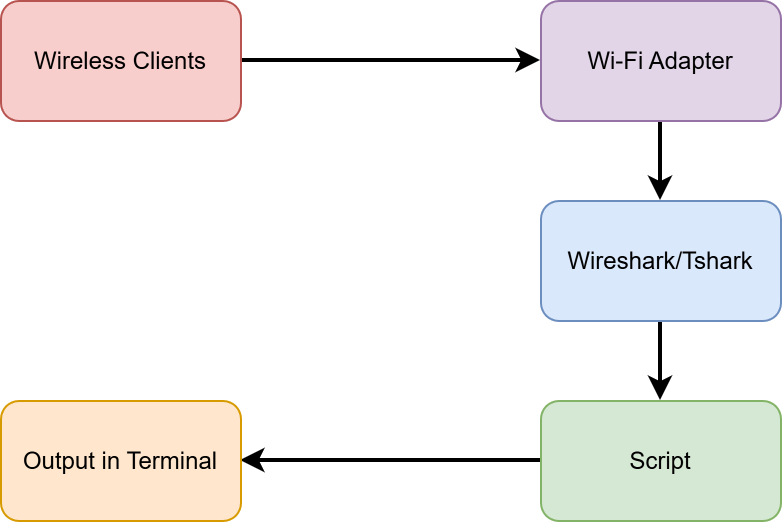 Wireless Clients
Wi-Fi Adapter
Wireshark/Tshark
Output in Terminal
Script